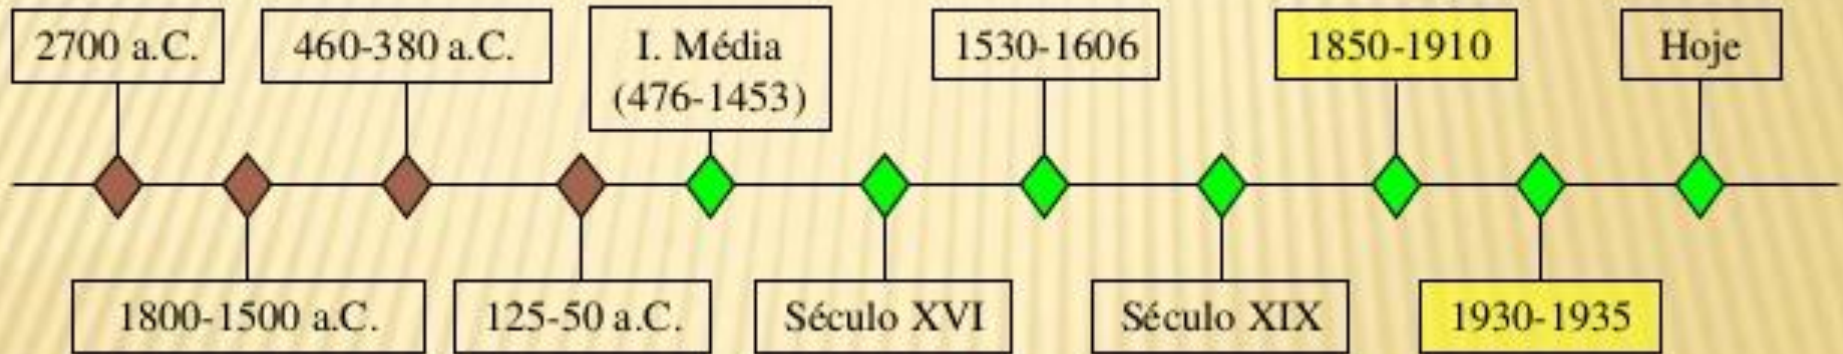 2700 a.C.
1800-1500 a.C.
460-380 a.C.
125-50 a.C.
I. Média
(476-1453)
Século XVI
1530-1606
Século XIX
1850-1910
1930-1935
Hoje